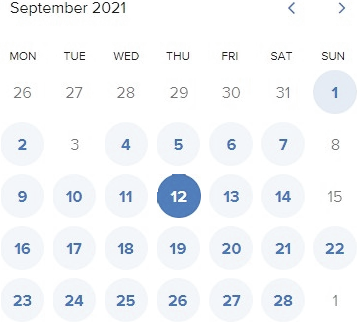 September 2021
MON TUE WED THU FRI SAT SUN
26 27 28 29 30 31 1
2 3 4 5 6 7 8
9 10 11 12 13 14 15
16 17 18 19 20 21 22
23 24 25 26 27 28 1